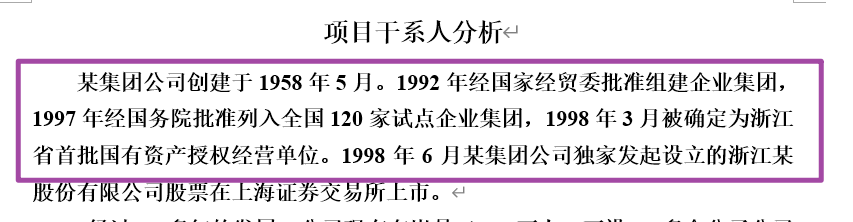 项目干系人分析
某集团公司创建于 1958 年 5 月。1992 年经国家经贸委批准组建企业集团,
1997 年经国务院批准列入全国 120 家试点企业集团，1998 年 3 月被确定为浙江
省首批国有资产授权经营单位。1998 年 6 月某集团公司独家发起设立的浙江某
股份有限公司股票在上海证券交易所上市。